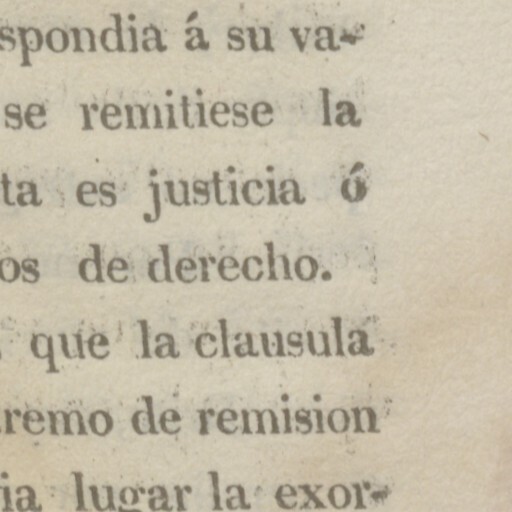 spondia á su va-
se remitiese la
ta es justicia ó
os de derecho.
que la clausula
remo de remision
ia lugar la exor-